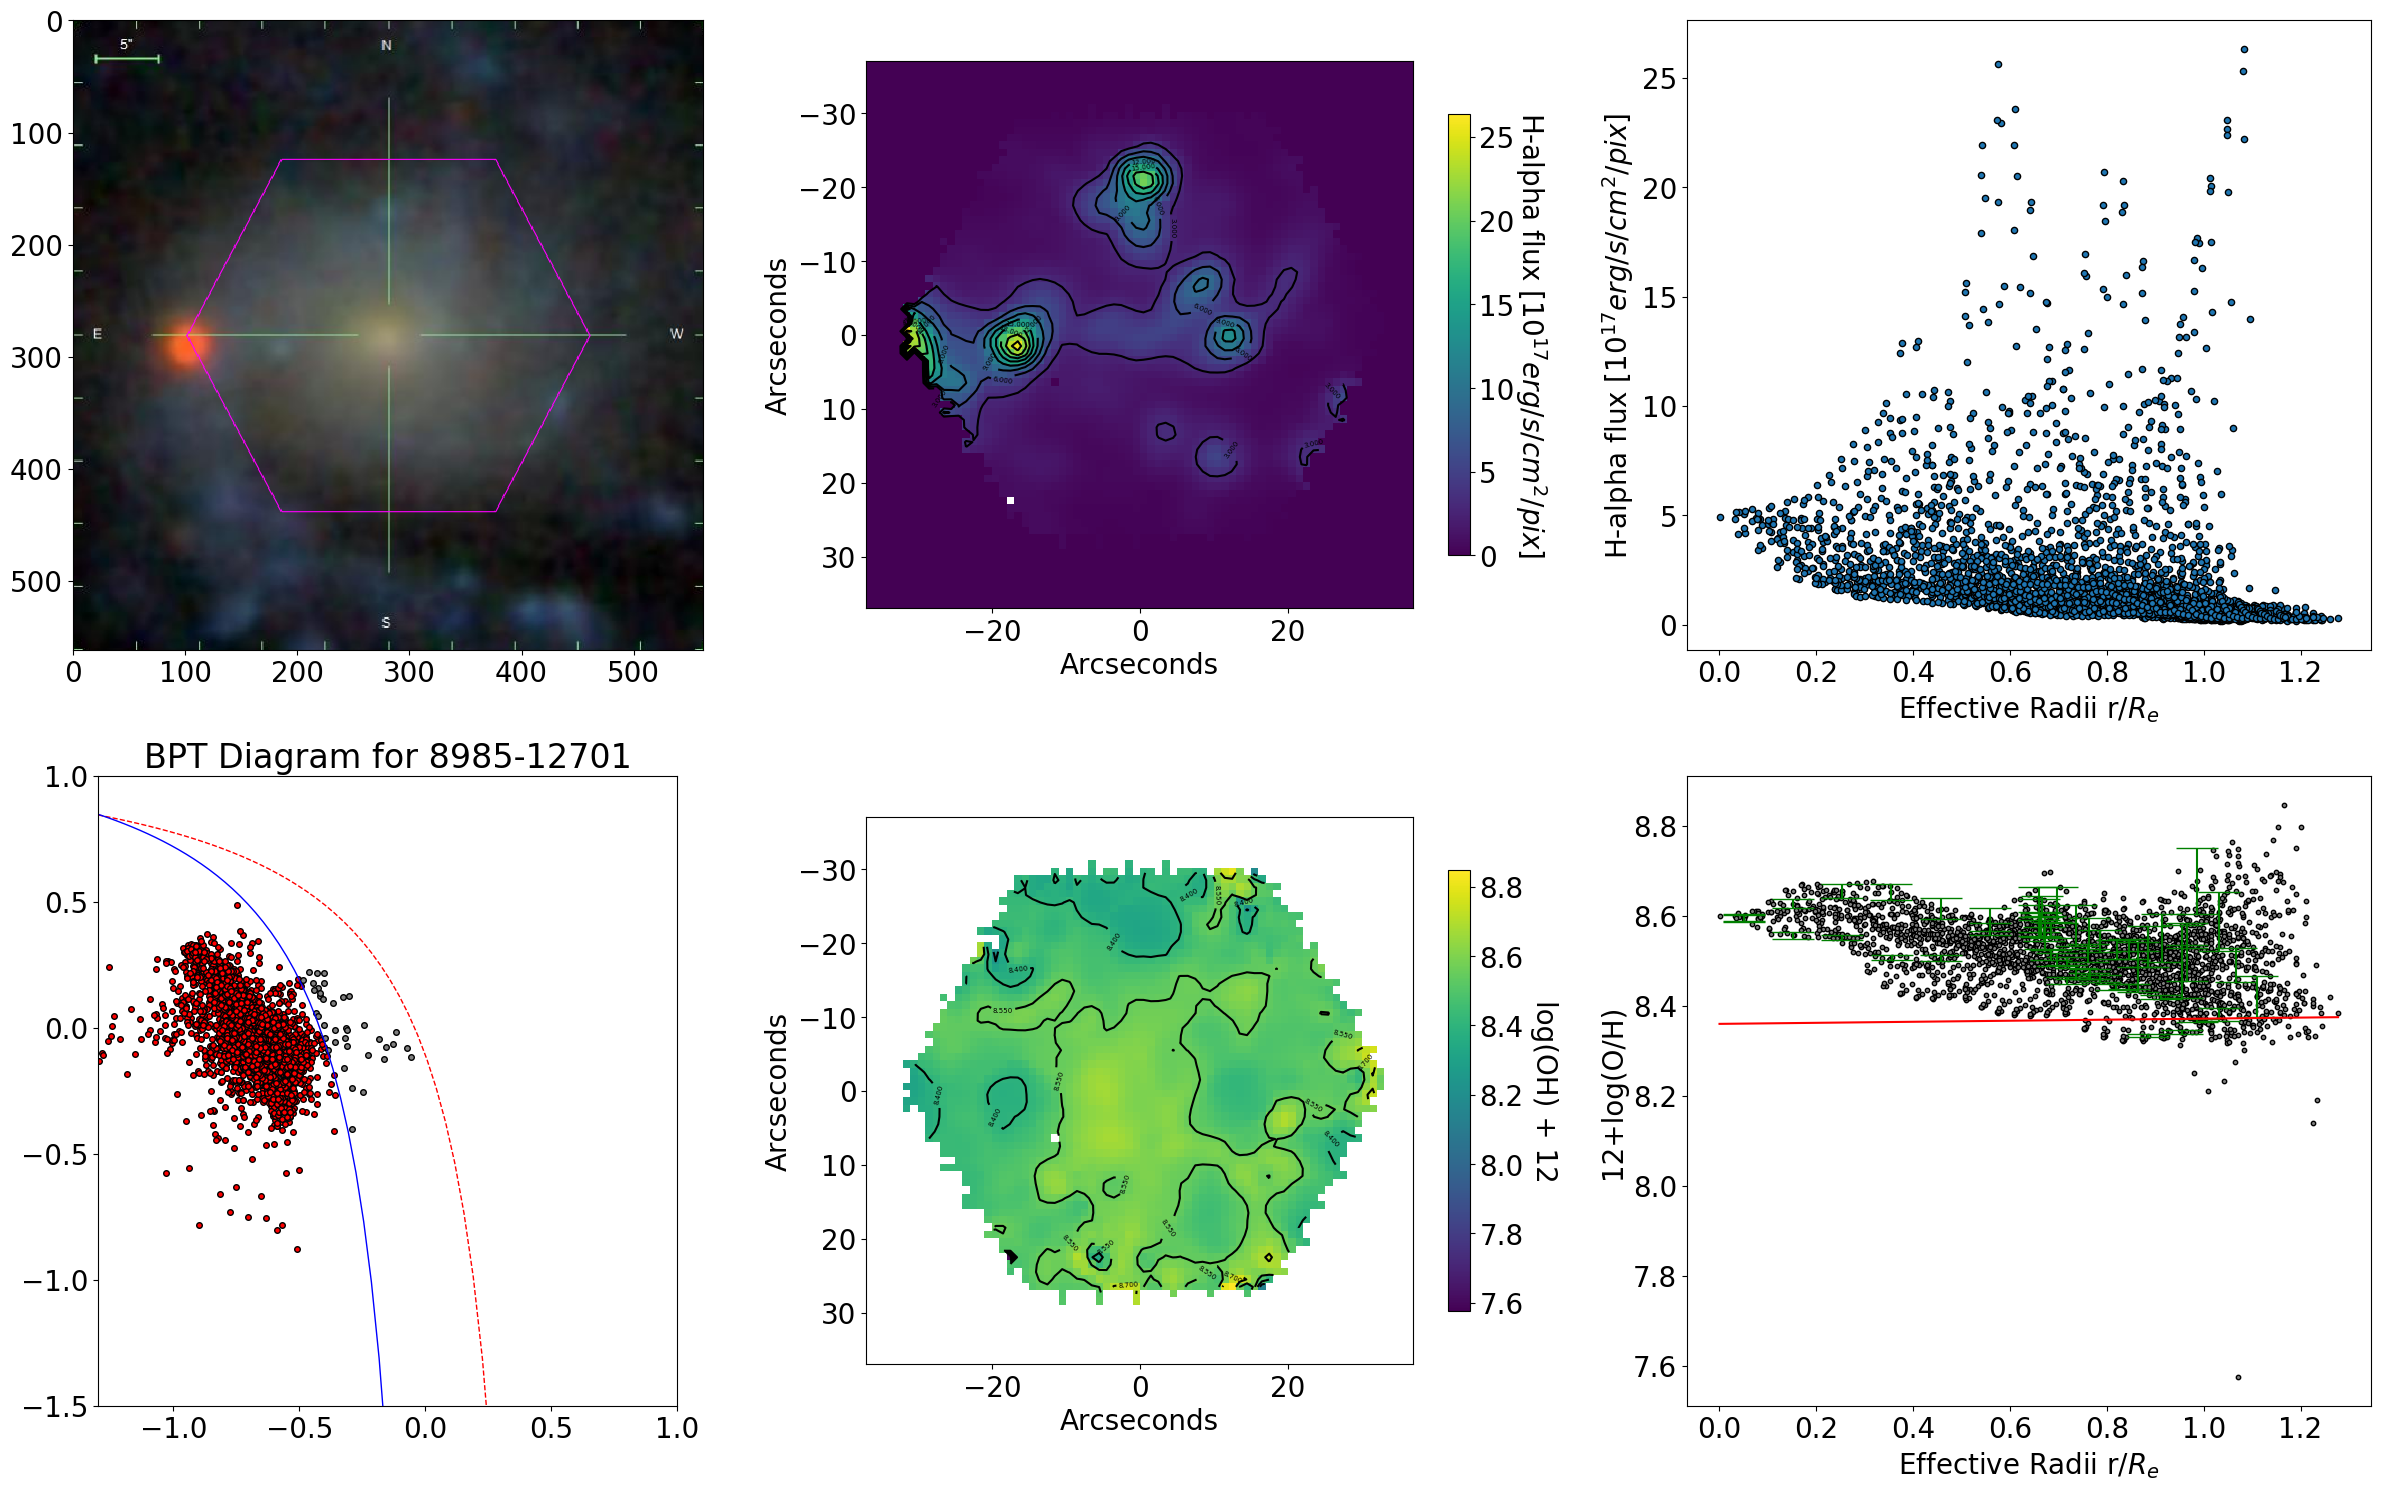 0
100
200
300
400
500
5"
N
E
W
S
0 100 200 300 400 500
−30
−20
−10
0
10
20
30
Arcseconds
−20 0 20
Arcseconds
25
20
15
10
5
0
H-alpha flux [10^17 erg/s/cm^2/pix]
25
20
15
10
5
0
H-alpha flux [10^17 erg/s/cm^2/pix]
0.0 0.2 0.4 0.6 0.8 1.0 1.2
Effective Radii r/R_e
BPT Diagram for 8985-12701
1.0
0.5
0.0
−0.5
−1.0
−1.5
−1.0 −0.5 0.0 0.5 1.0
−30
−20
−10
0
10
20
30
Arcseconds
−20 0 20
Arcseconds
8.8
8.6
8.4
8.2
8.0
7.8
7.6
log(OH) + 12
8.8
8.6
8.4
8.2
8.0
7.8
7.6
12+log(O/H)
0.0 0.2 0.4 0.6 0.8 1.0 1.2
Effective Radii r/R_e